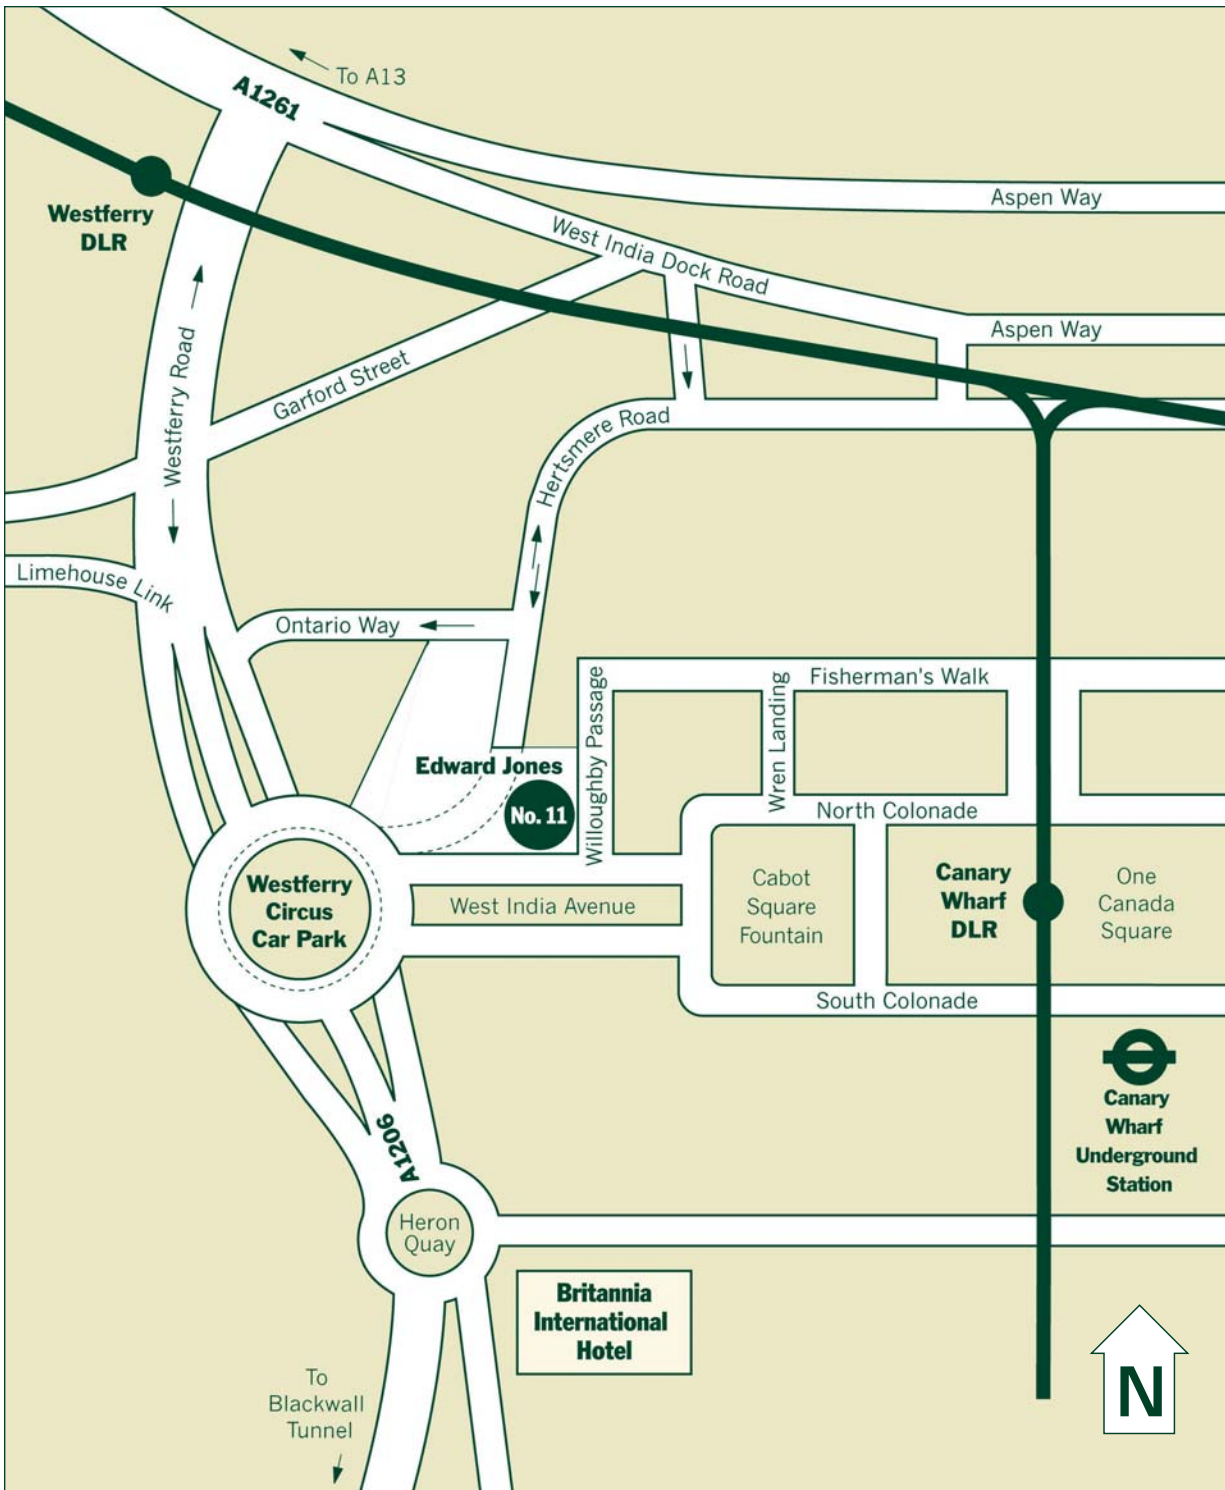 To A13
A1261
Aspen Way
Westferry
DLR
West India Dock Road
Aspen Way
Westferry Road
Garford Street
Hertsmere Road
Limehouse Link
Ontario Way
Fisherman's Walk
Willoughby Passage
Wren Landing
Edward Jones
No. 11
North Colonade
Westferry
Circus
Car Park
West India Avenue
Cabot
Square
Fountain
Canary
Wharf
DLR
One
Canada
Square
South Colonade
Canary
Wharf
Underground
Station
A1206
Heron
Quay
Britannia
International
Hotel
To
Blackwall
Tunnel
N